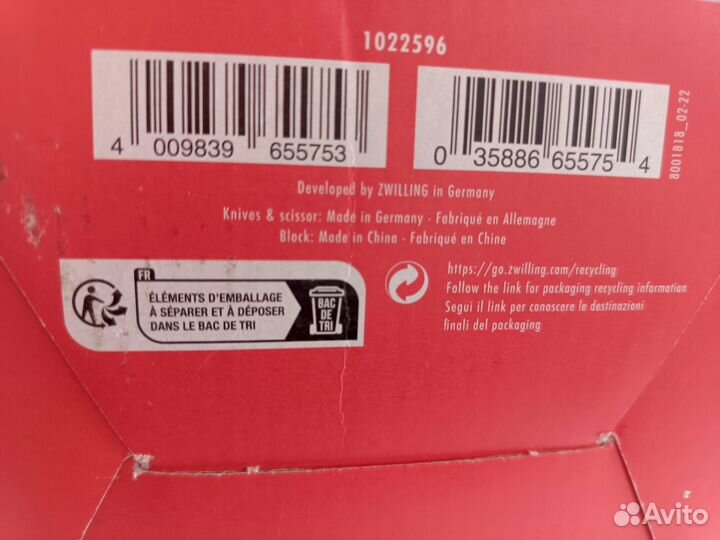 1022596
4 009839 655753
0 35886 65575 4
8001818_02-22
Developed by ZWILLING in Germany
Knives & scissor: Made in Germany · Fabriqué en Allemagne
Block: Made in China · Fabriqué en Chine
FR
ÉLÉMENTS D'EMBALLAGE
À SÉPARER ET À DÉPOSER
DANS LE BAC DE TRI
BAC
DE
TRI
https://go.zwilling.com/recycling
Follow the link for packaging recycling information
Segui il link per conoscere le destinazioni
finali del packaging
Avito